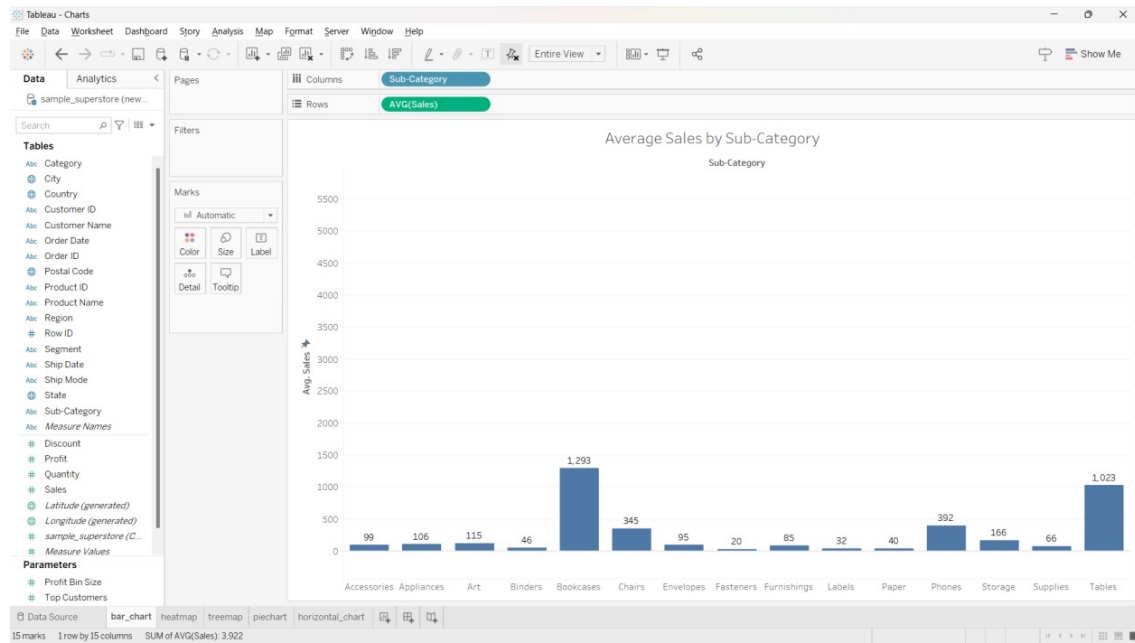 Tableau - Charts
File Data Worksheet Dashboard Story Analysis Map Format Server Window Help
Entire View
Show Me
Data Analytics
sample_superstore (new...
Search
Tables
Abc Category
City
Country
Abc Customer ID
Abc Customer Name
Abc Order Date
Abc Order ID
Postal Code
Abc Product ID
Abc Product Name
Abc Region
# Row ID
Abc Segment
Abc Ship Date
Abc Ship Mode
State
Abc Sub-Category
Abc Measure Names
# Discount
# Profit
# Quantity
# Sales
Latitude (generated)
Longitude (generated)
# sample_superstore (C...
# Measure Values
Parameters
# Profit Bin Size
# Top Customers
Pages
Filters
Marks
Automatic
Color Size Label
Detail Tooltip
Columns Sub-Category
Rows AVG(Sales)
Average Sales by Sub-Category
Sub-Category
Avg. Sales
5500
5000
4500
4000
3500
3000
2500
2000
1500
1000
500
0
99 106 115 46 1,293 345 95 20 85 32 40 392 166 66 1,023
Accessories Appliances Art Binders Bookcases Chairs Envelopes Fasteners Furnishings Labels Paper Phones Storage Supplies Tables
Data Source bar_chart heatmap treemap piechart horizontal_chart
15 marks 1 row by 15 columns SUM of AVG(Sales): 3,922